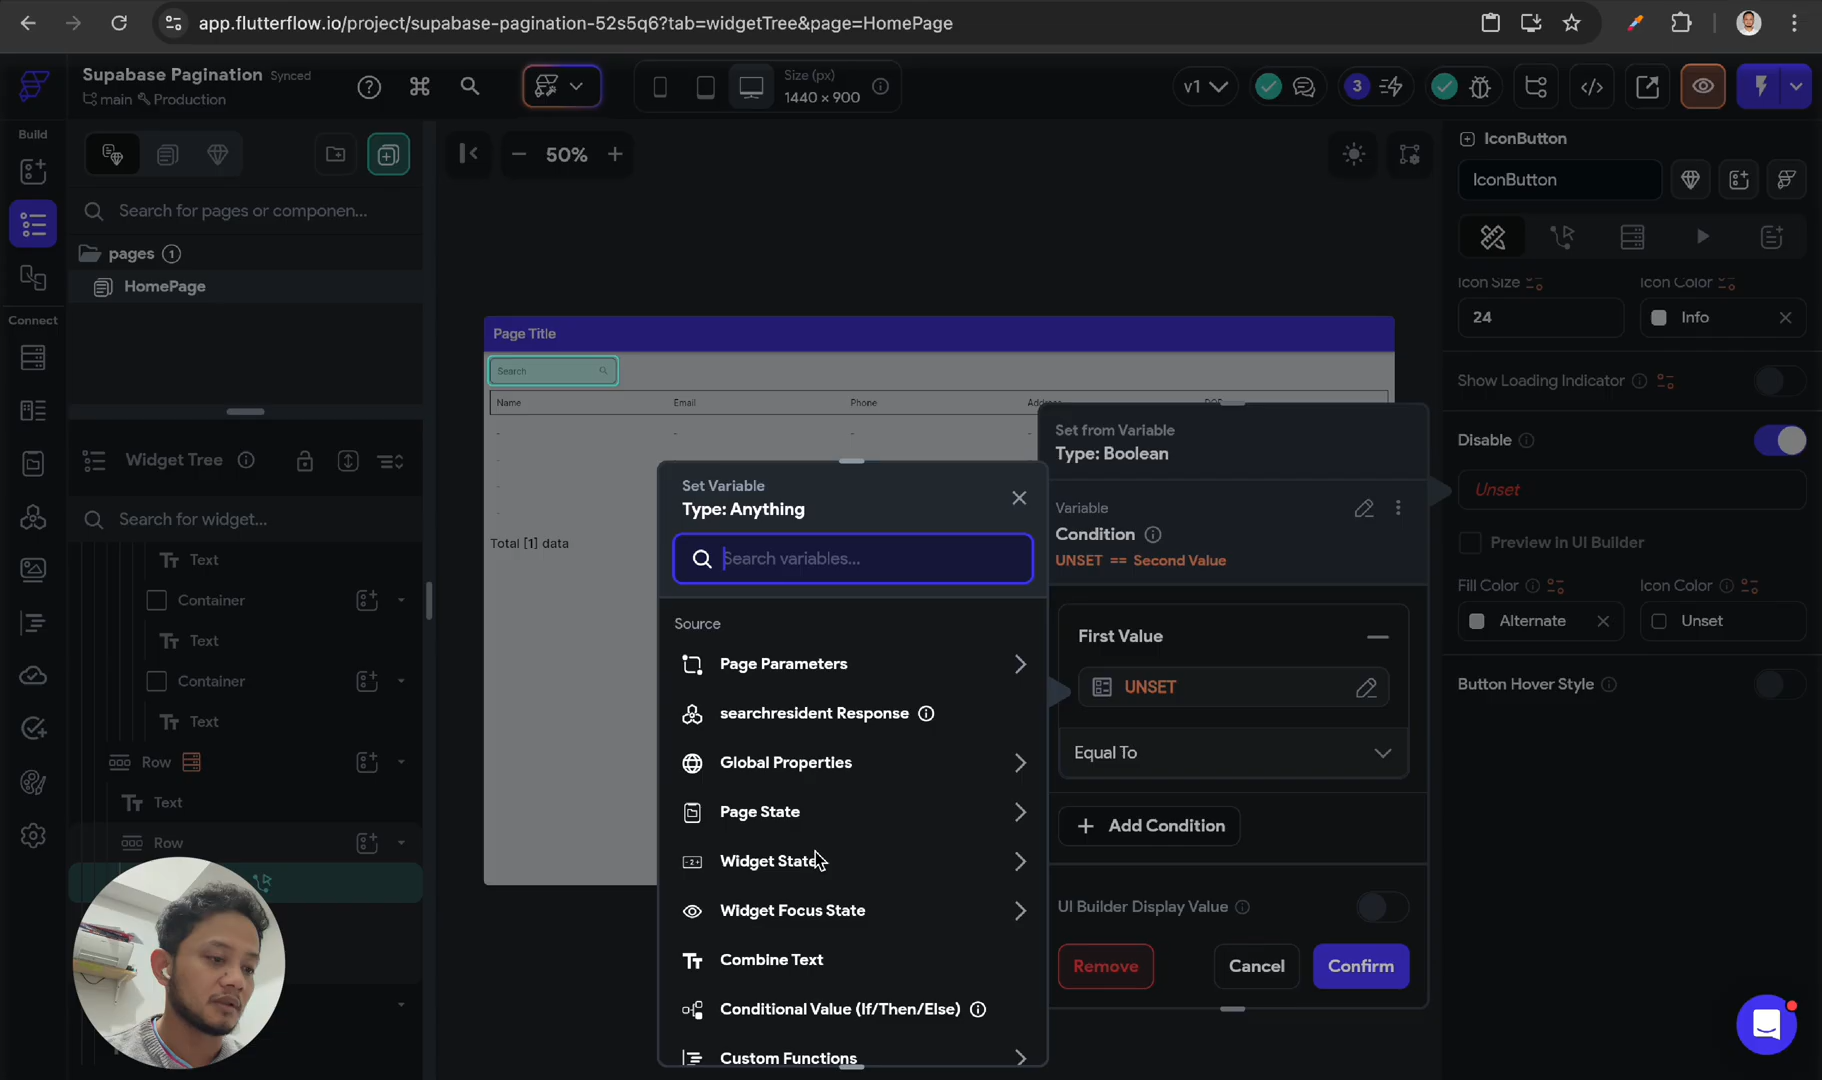 app.flutterflow.io/project/supabase-pagination-52s5q6?tab=widgetTree&page=HomePage
Supabase Pagination Synced
main Production
Size (px)
1440 × 900
v1
3
Build
Connect
Search for pages or componen...
pages 1
HomePage
Widget Tree
Search for widget...
Text
Container
Text
Container
Text
Row
Text
Row
50%
Page Title
Search
Name Email Phone Address DOB
- - - -
-
-
-
Total [1] data
Set Variable
Type: Anything
Search variables...
Source
Page Parameters
searchresident Response
Global Properties
Page State
Widget State
Widget Focus State
Combine Text
Conditional Value (If/Then/Else)
Custom Functions
Set from Variable
Type: Boolean
Variable
Condition
UNSET == Second Value
First Value
UNSET
Equal To
Add Condition
UI Builder Display Value
Remove Cancel Confirm
IconButton
IconButton
Icon Size Icon Color
24 Info
Show Loading Indicator
Disable
Unset
Preview in UI Builder
Fill Color Icon Color
Alternate Unset
Button Hover Style